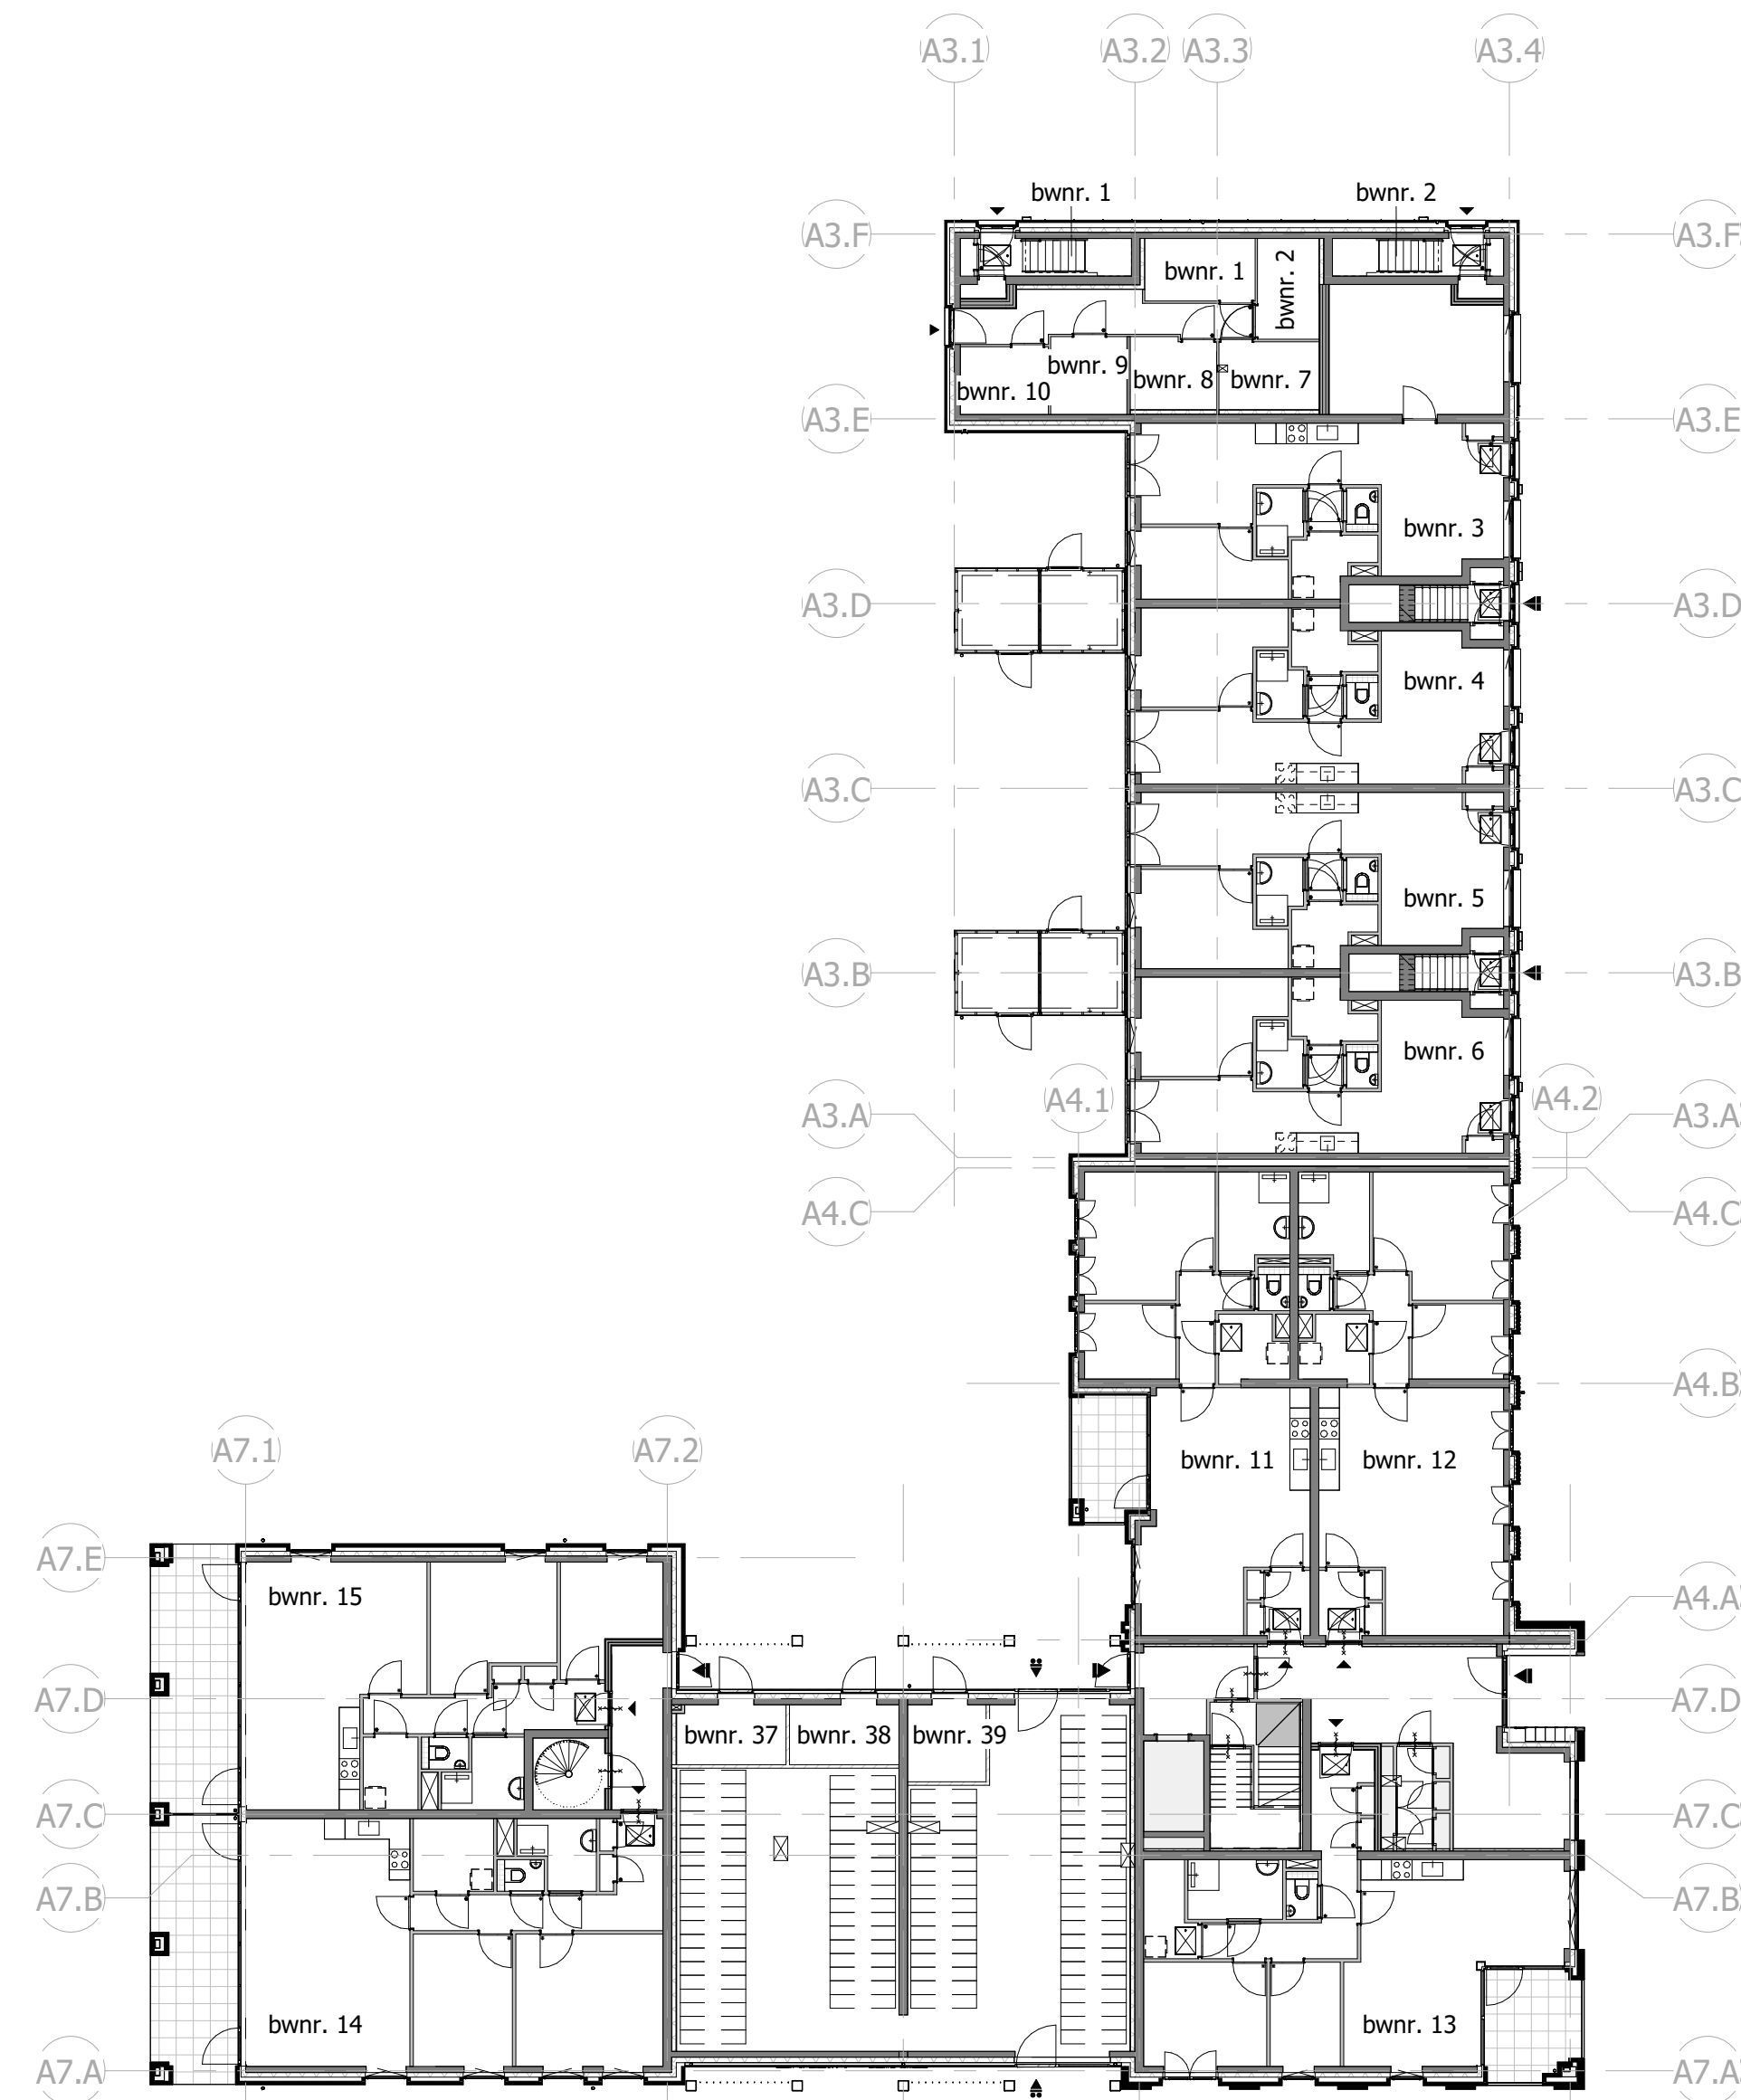 A3.1 A3.2 A3.3 A3.4
bwnr. 1 bwnr. 2
A3.F A3.F
bwnr. 1 bwnr. 2
bwnr. 10 bwnr. 9 bwnr. 8 bwnr. 7
A3.E A3.E
bwnr. 3
A3.D A3.D
bwnr. 4
A3.C A3.C
bwnr. 5
A3.B A3.B
bwnr. 6
A4.1 A4.2
A3.A A3.A
A4.C A4.C
A4.B
A7.1 A7.2
bwnr. 11 bwnr. 12
A7.E
bwnr. 15
A4.A
A7.D A7.D
bwnr. 37 bwnr. 38 bwnr. 39
A7.C A7.C
A7.B A7.B
bwnr. 14 bwnr. 13
A7.A A7.A